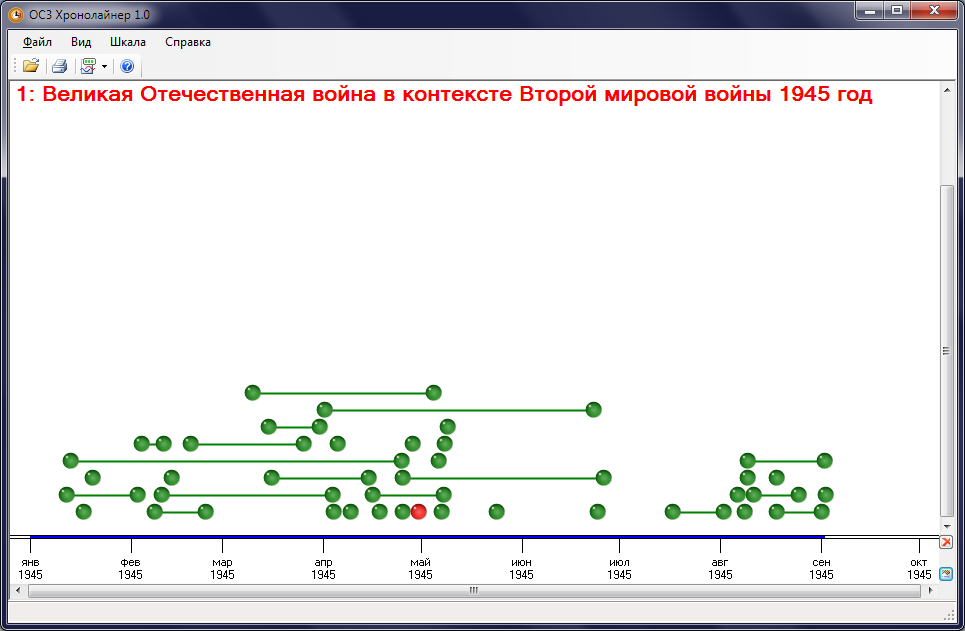 ОСЗ Хронолайнер 1.0
Файл Вид Шкала Справка
1: Великая Отечественная война в контексте Второй мировой войны 1945 год
янв фев мар апр май июн июл авг сен окт
1945 1945 1945 1945 1945 1945 1945 1945 1945 1945